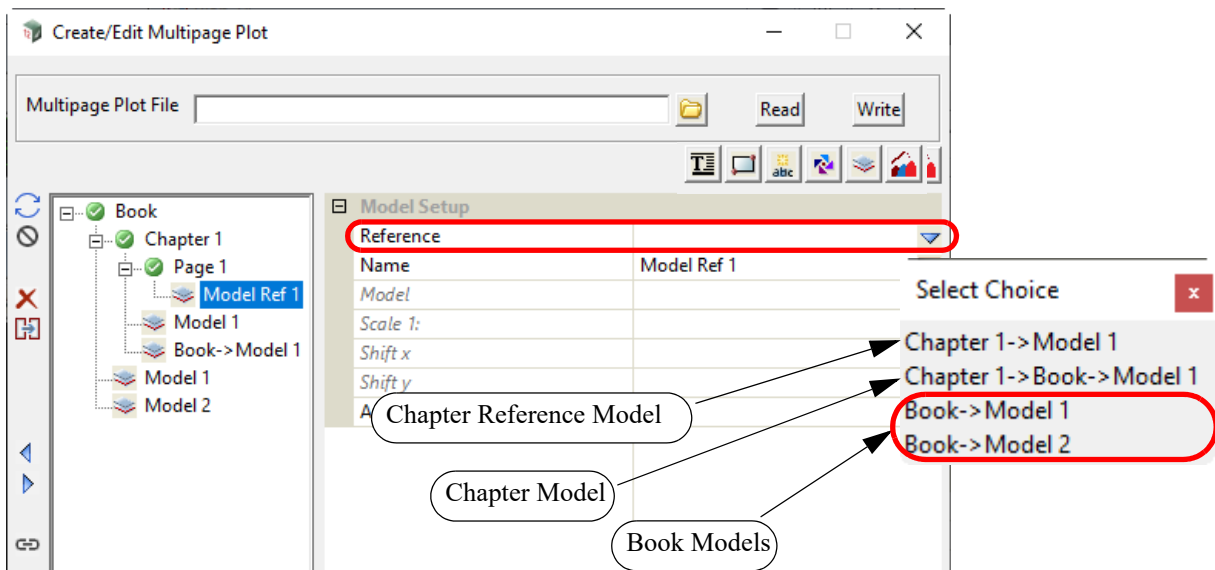 Create/Edit Multipage Plot
Multipage Plot File
Read
Write
abc
Book
Chapter 1
Page 1
Model Ref 1
Model 1
Book->Model 1
Model 1
Model 2
Model Setup
Reference
Name Model Ref 1
Model
Scale 1:
Shift x
Shift y
A
Select Choice
x
Chapter 1->Model 1
Chapter 1->Book->Model 1
Book->Model 1
Book->Model 2
Chapter Reference Model
Chapter Model
Book Models